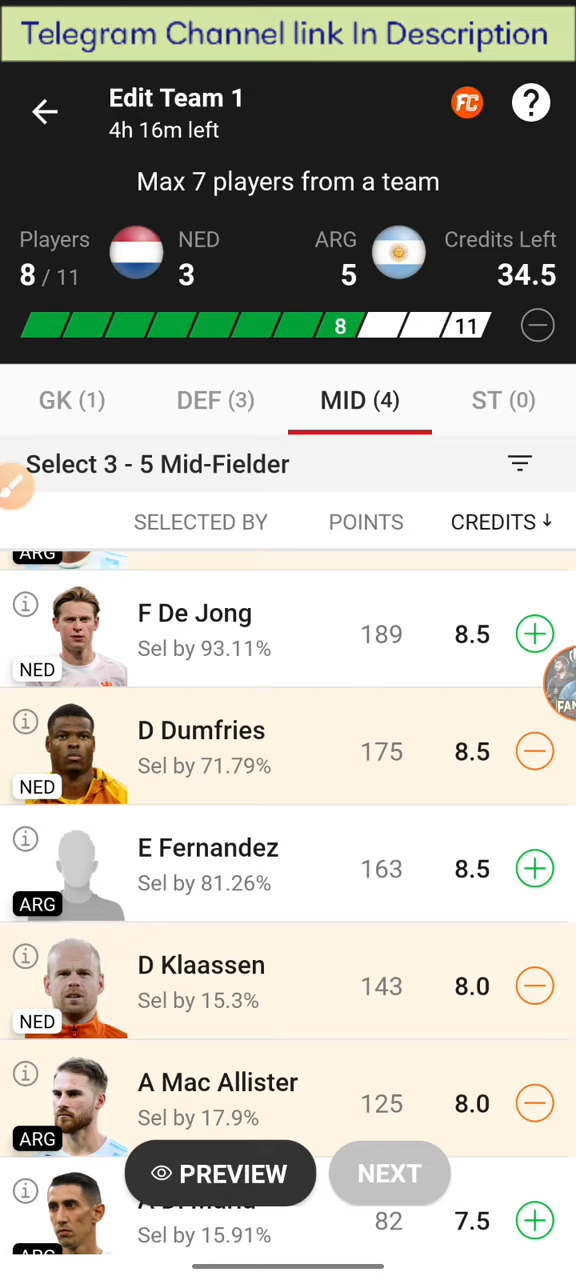 Telegram Channel link In Description
Edit Team 1
4h 16m left
FC
?
Max 7 players from a team
Players NED ARG Credits Left
8 / 11 3 5 34.5
8 11
GK (1) DEF (3) MID (4) ST (0)
Select 3 - 5 Mid-Fielder
SELECTED BY POINTS CREDITS ↓
ARG
F De Jong
Sel by 93.11% 189 8.5
NED
D Dumfries
Sel by 71.79% 175 8.5
NED
FAN
E Fernandez
Sel by 81.26% 163 8.5
ARG
D Klaassen
Sel by 15.3% 143 8.0
NED
A Mac Allister
Sel by 17.9% 125 8.0
ARG
PREVIEW NEXT
Sel by 15.91% 82 7.5
ARG